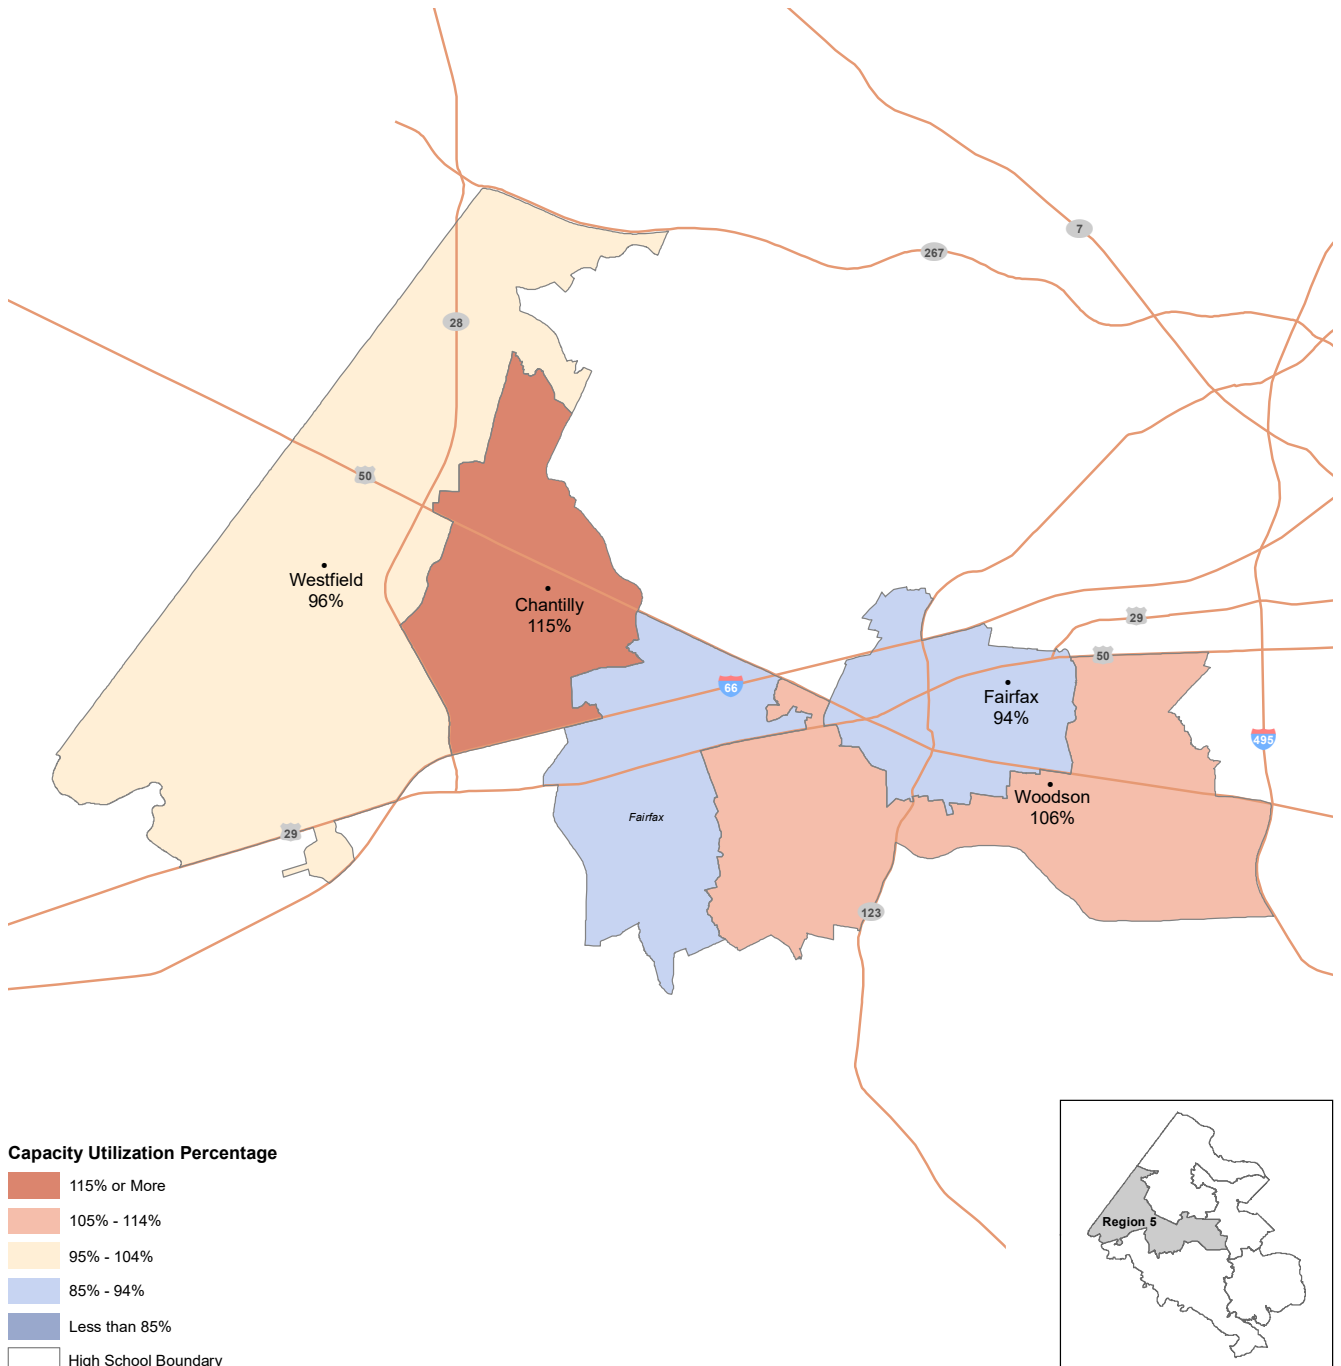 7
267
28
50
Westfield
96%
Chantilly
115%
29
50
66
Fairfax
94%
495
Woodson
106%
Fairfax
29
123
Capacity Utilization Percentage
115% or More
105% - 114%
95% - 104%
85% - 94%
Less than 85%
High School Boundary
Region 5